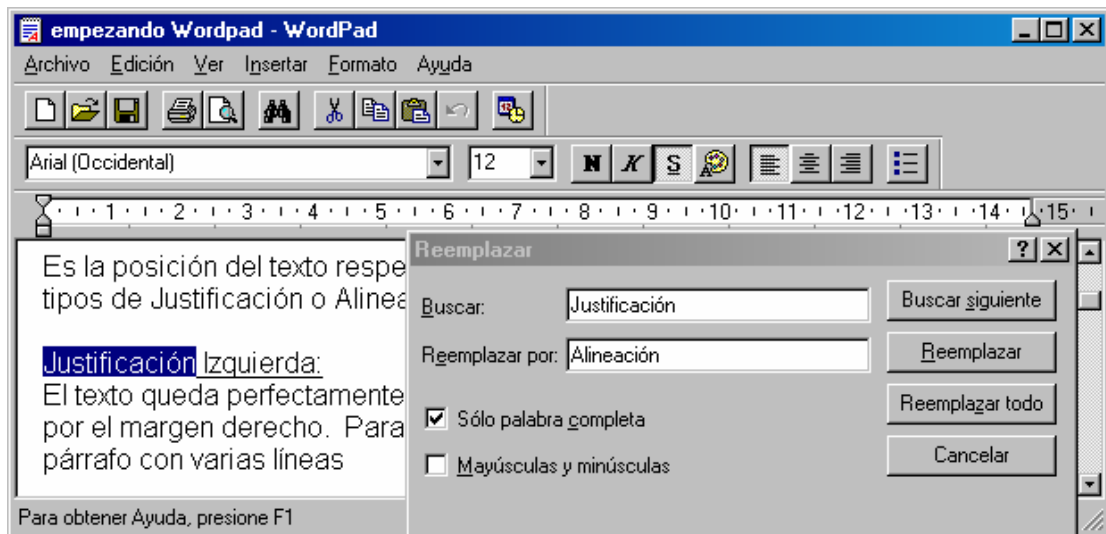 empezando Wordpad - WordPad
Archivo Edición Ver Insertar Formato Ayuda
Arial (Occidental) 12 N K S
1 2 3 4 5 6 7 8 9 10 11 12 13 14 15
Es la posición del texto respe
tipos de Justificación o Alinea
Justificación Izquierda:
El texto queda perfectamente
por el margen derecho. Para
párrafo con varias líneas
Reemplazar
Buscar: Justificación Buscar siguiente
Reemplazar por: Alineación Reemplazar
Sólo palabra completa Reemplazar todo
Mayúsculas y minúsculas Cancelar
Para obtener Ayuda, presione F1